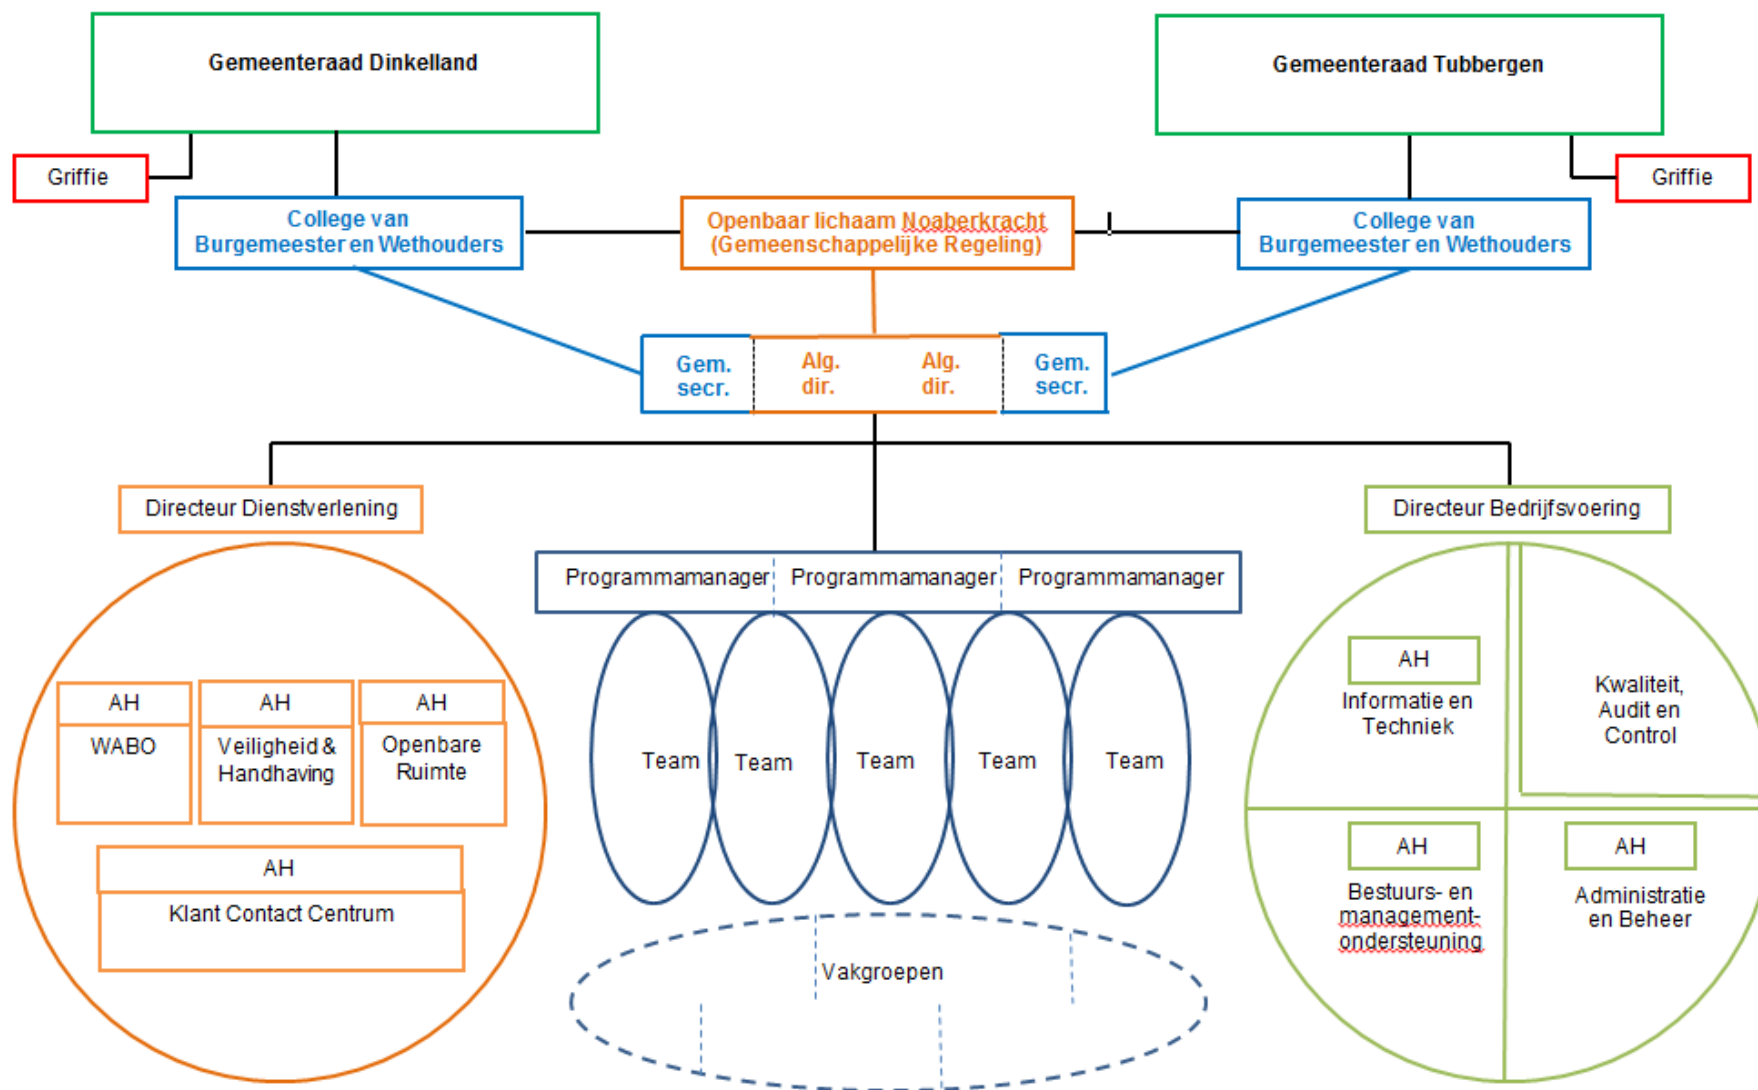 Gemeenteraad Dinkelland
Gemeenteraad Tubbergen
Griffie
Griffie
College van
Burgemeester en Wethouders
Openbaar lichaam Noaberkracht
(Gemeenschappelijke Regeling)
College van
Burgemeester en Wethouders
Gem.
secr.
Alg.
dir.
Alg.
dir.
Gem.
secr.
Directeur Dienstverlening
Directeur Bedrijfsvoering
Programmamanager
Programmamanager
Programmamanager
AH
WABO
AH
Veiligheid &
Handhaving
AH
Openbare
Ruimte
AH
Klant Contact Centrum
Team
Team
Team
Team
Team
Vakgroepen
AH
Informatie en
Techniek
Kwaliteit,
Audit en
Control
AH
Bestuurs- en
management-
ondersteuning
AH
Administratie
en Beheer